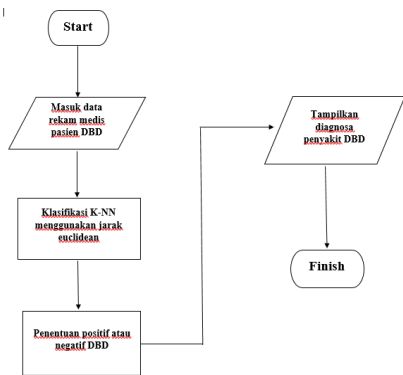 Start
Masuk data
rekam medis
pasien DBD
Klasifikasi K-NN
menggunakan jarak
euclidean
Penentuan positif atau
negatif DBD
Tampilkan
diagnosa
penyakit DBD
Finish